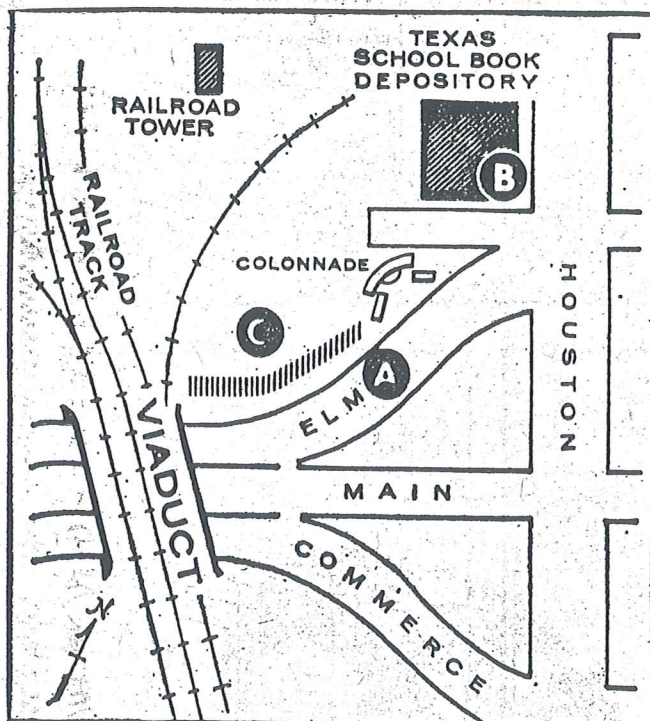 TEXAS
SCHOOL BOOK
DEPOSITORY
RAILROAD
TOWER
B
RAILROAD
TRACK
COLONNADE
HOUSTON
C
A
ELM
VIADUCT
MAIN
COMMERCE
N